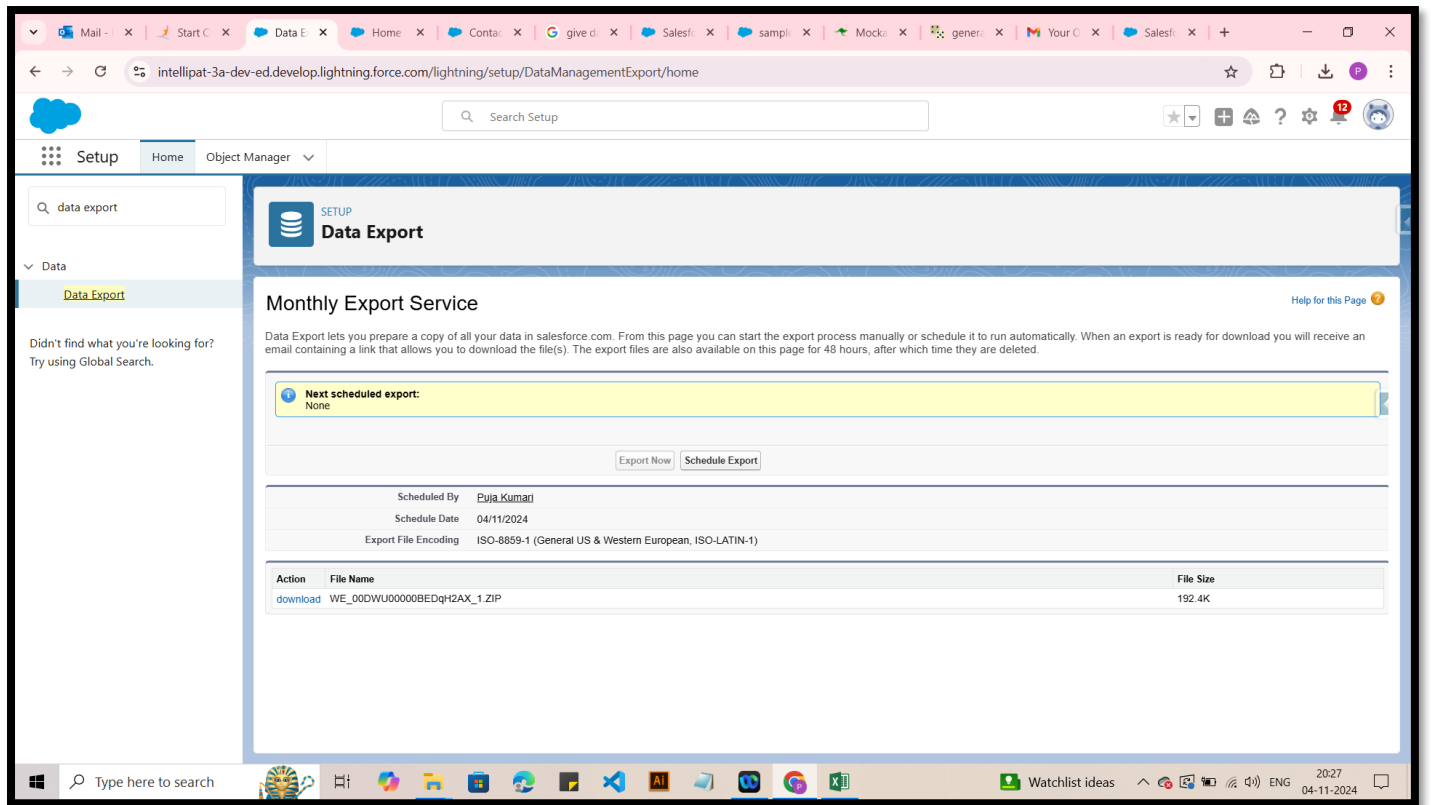 Mail -
Start C
Data E
Home
Contac
give d
Salesfo
sample
Mocka
genera
Your O
Salesfo
intellipat-3a-dev-ed.develop.lightning.force.com/lightning/setup/DataManagementExport/home
P
Search Setup
12
Setup
Home
Object Manager
data export
SETUP
Data Export
Data
Data Export
Didn't find what you're looking for?
Try using Global Search.
Monthly Export Service
Help for this Page
Data Export lets you prepare a copy of all your data in salesforce.com. From this page you can start the export process manually or schedule it to run automatically. When an export is ready for download you will receive an
email containing a link that allows you to download the file(s). The export files are also available on this page for 48 hours, after which time they are deleted.
Next scheduled export:
None
Export Now
Schedule Export
Scheduled By Puja Kumari
Schedule Date 04/11/2024
Export File Encoding ISO-8859-1 (General US & Western European, ISO-LATIN-1)
Action File Name File Size
download WE_00DWU00000BEDqH2AX_1.ZIP 192.4K
Type here to search
Ai
Watchlist ideas
ENG
20:27
04-11-2024